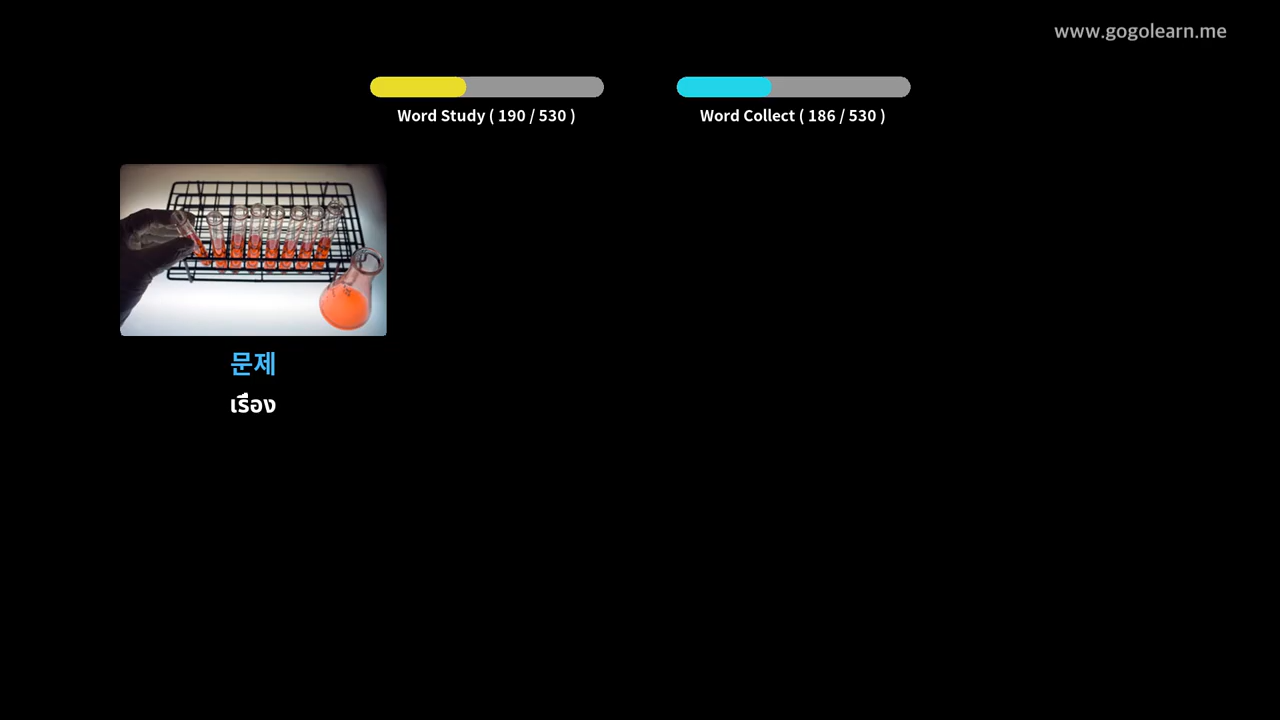 www.gogolearn.me
Word Study ( 190 / 530 )
Word Collect ( 186 / 530 )
문제
เรื่อง